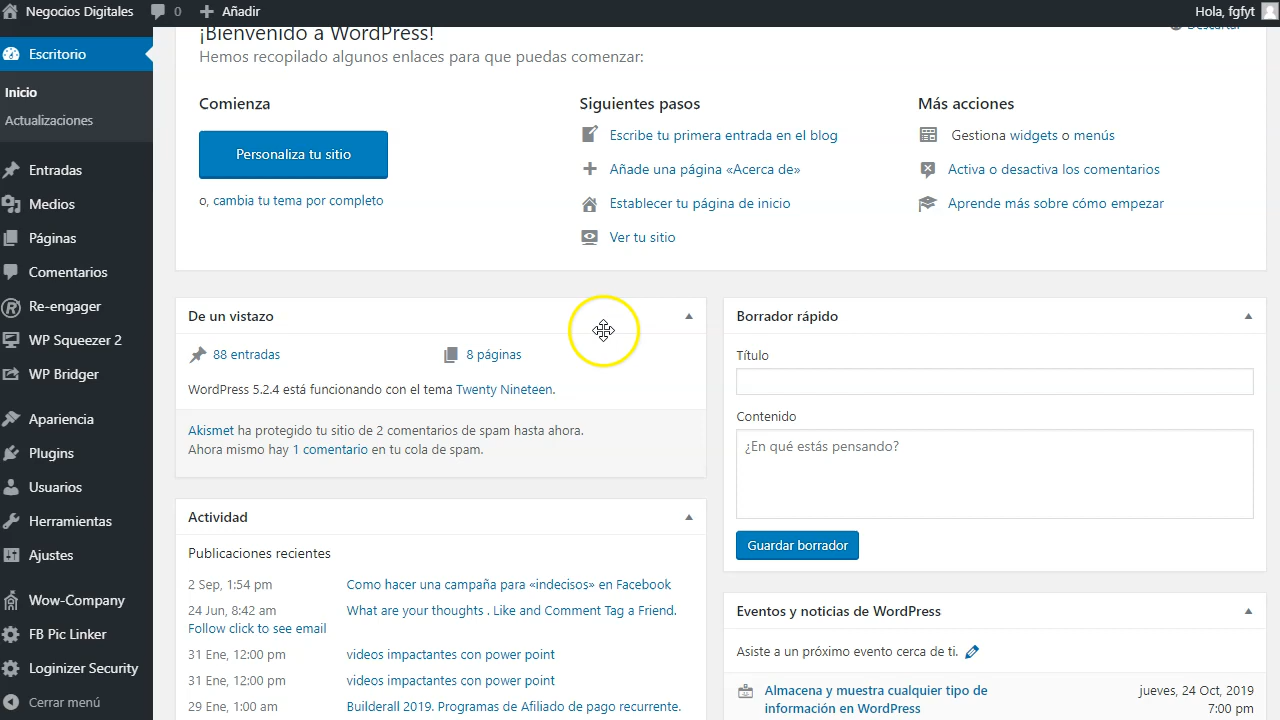 Negocios Digitales
0
Añadir
Hola, fgfyt
Escritorio
Inicio
Actualizaciones
Entradas
Medios
Páginas
Comentarios
Re-engager
WP Squeezer 2
WP Bridger
Apariencia
Plugins
Usuarios
Herramientas
Ajustes
Wow-Company
FB Pic Linker
Loginizer Security
Cerrar menú
¡Bienvenido a WordPress!
Descartar
Hemos recopilado algunos enlaces para que puedas comenzar:
Comienza
Personaliza tu sitio
o, cambia tu tema por completo
Siguientes pasos
Escribe tu primera entrada en el blog
Añade una página «Acerca de»
Establecer tu página de inicio
Ver tu sitio
Más acciones
Gestiona widgets o menús
Activa o desactiva los comentarios
Aprende más sobre cómo empezar
De un vistazo
88 entradas
8 páginas
WordPress 5.2.4 está funcionando con el tema Twenty Nineteen.
Akismet ha protegido tu sitio de 2 comentarios de spam hasta ahora.
Ahora mismo hay 1 comentario en tu cola de spam.
Actividad
Publicaciones recientes
2 Sep, 1:54 pm Como hacer una campaña para «indecisos» en Facebook
24 Jun, 8:42 am What are your thoughts . Like and Comment Tag a Friend.
Follow click to see email
31 Ene, 12:00 pm videos impactantes con power point
31 Ene, 12:00 pm videos impactantes con power point
29 Ene, 1:00 am Builderall 2019. Programas de Afiliado de pago recurrente.
Borrador rápido
Título
Contenido
¿En qué estás pensando?
Guardar borrador
Eventos y noticias de WordPress
Asiste a un próximo evento cerca de ti.
Almacena y muestra cualquier tipo de jueves, 24 Oct, 2019
información en WordPress 7:00 pm